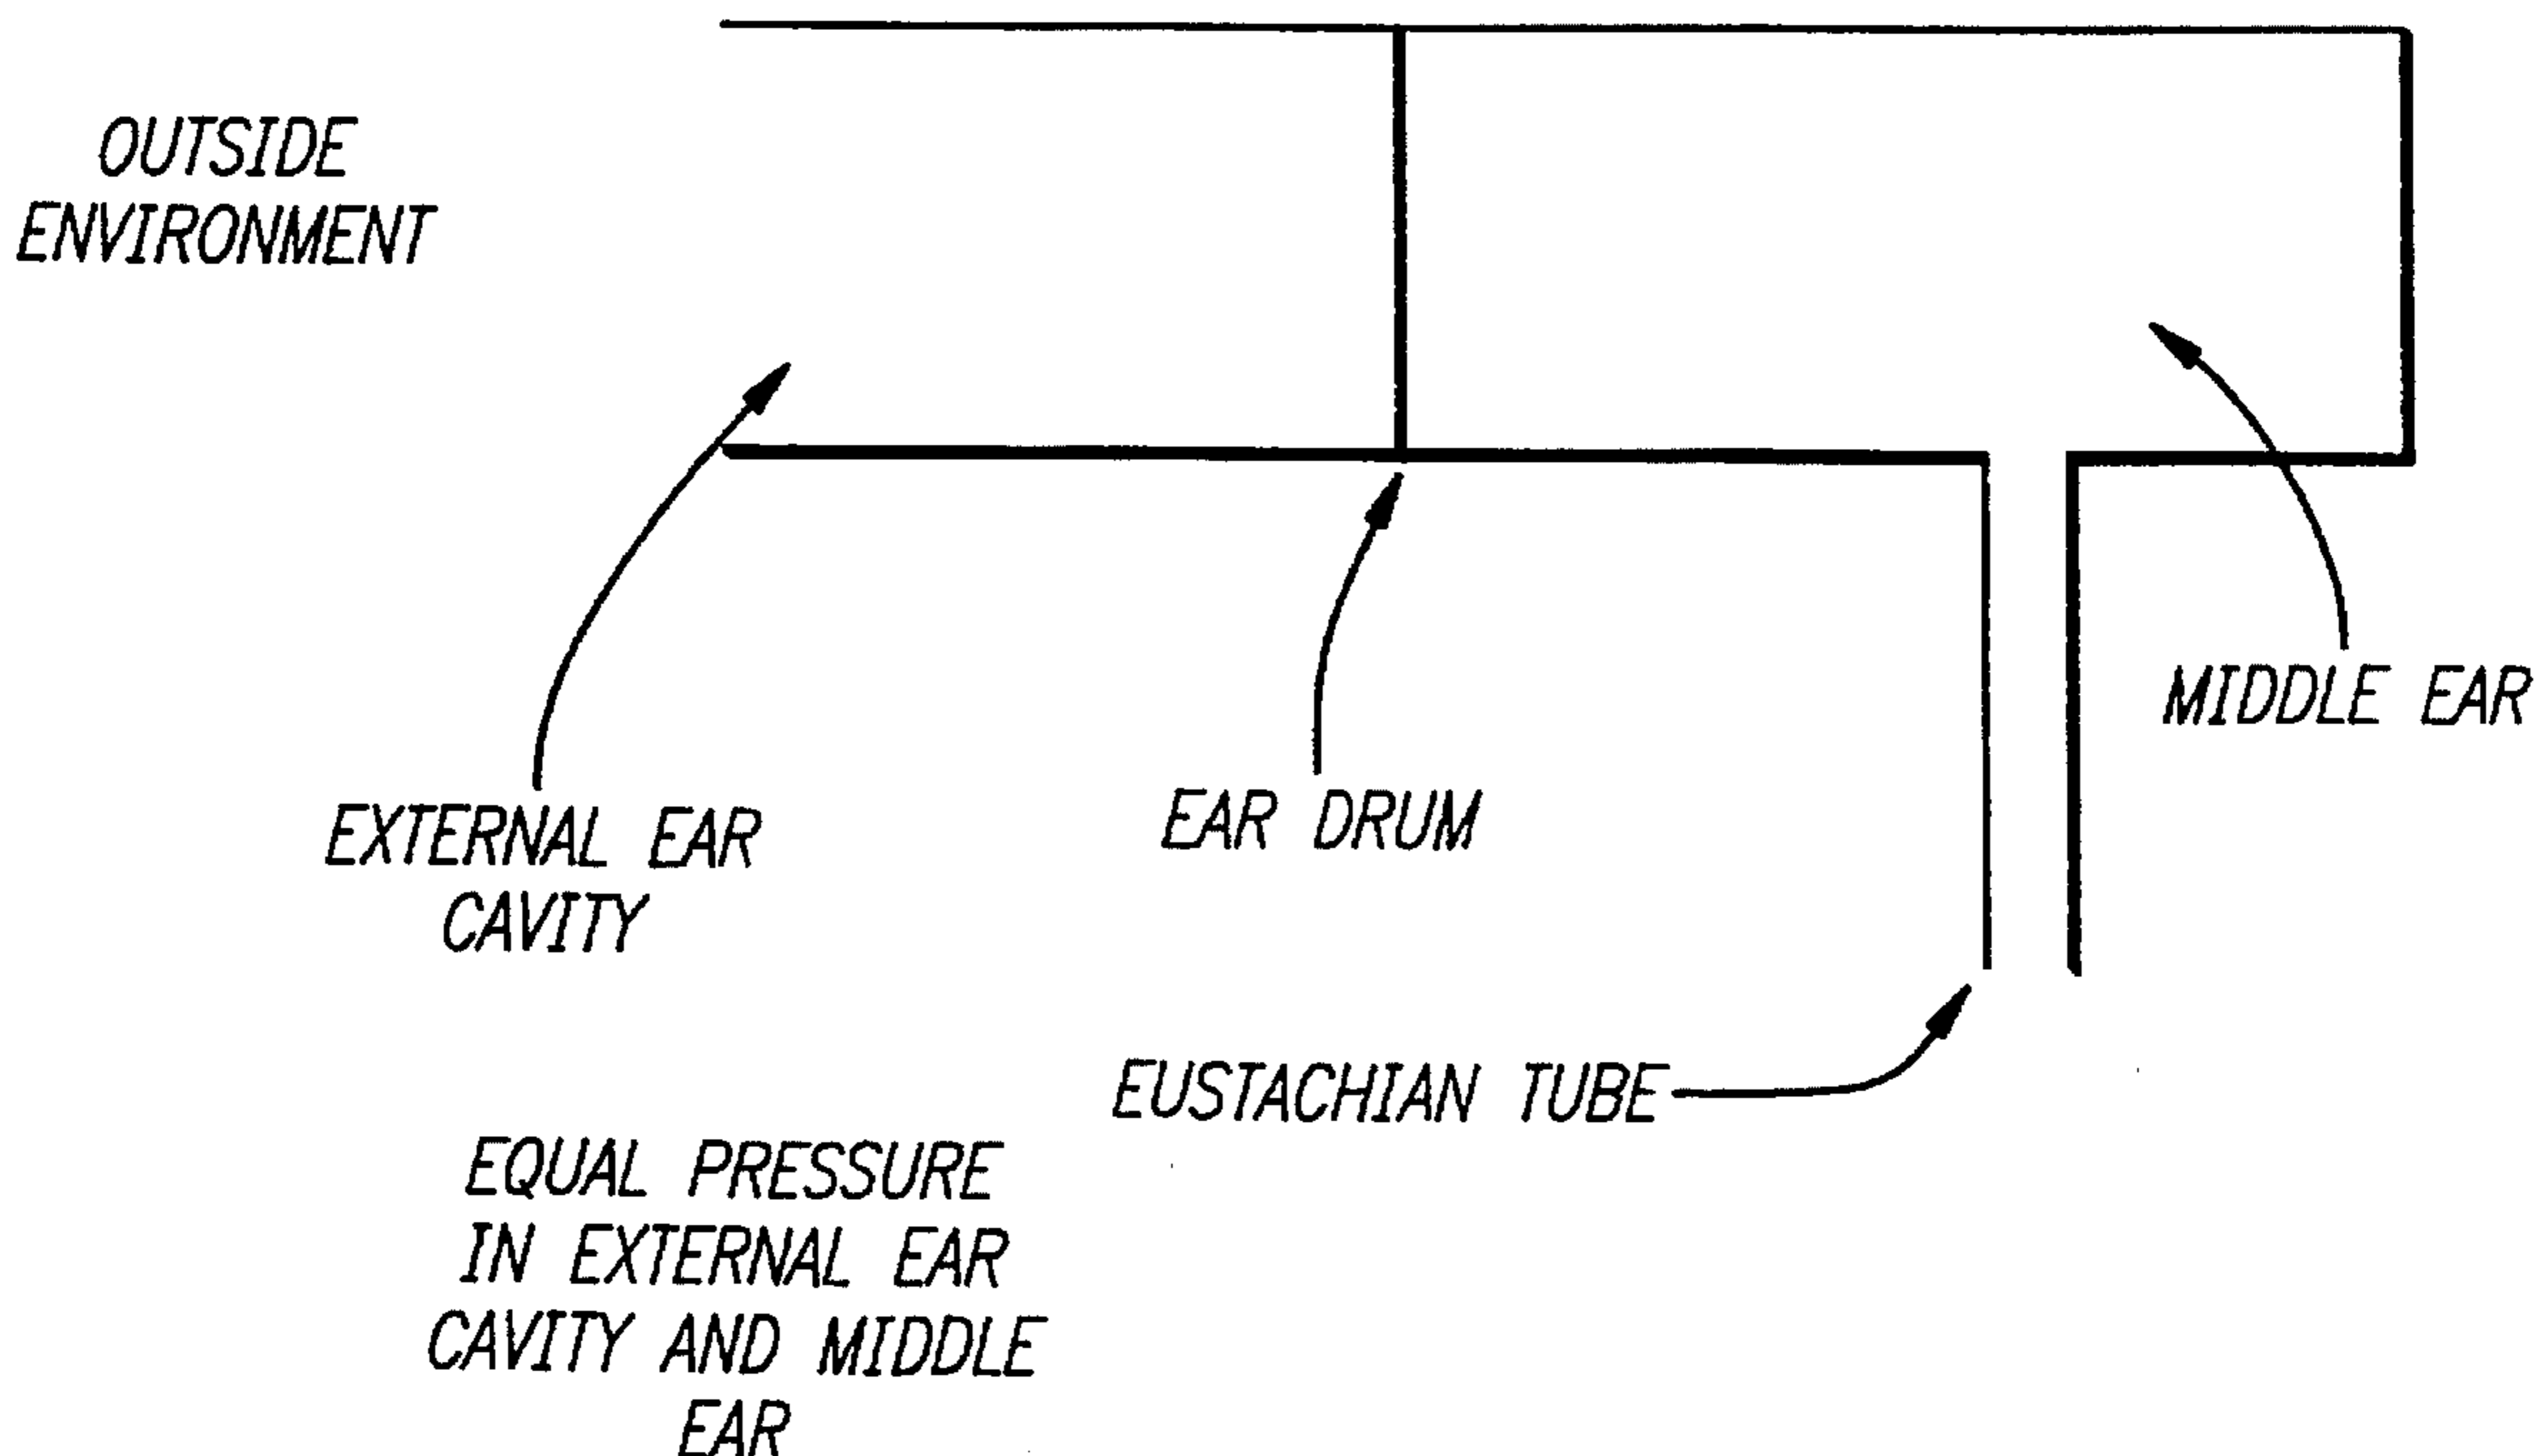 OUTSIDE
ENVIRONMENT
MIDDLE EAR
EXTERNAL EAR
CAVITY
EAR DRUM
EUSTACHIAN TUBE
EQUAL PRESSURE
IN EXTERNAL EAR
CAVITY AND MIDDLE
EAR